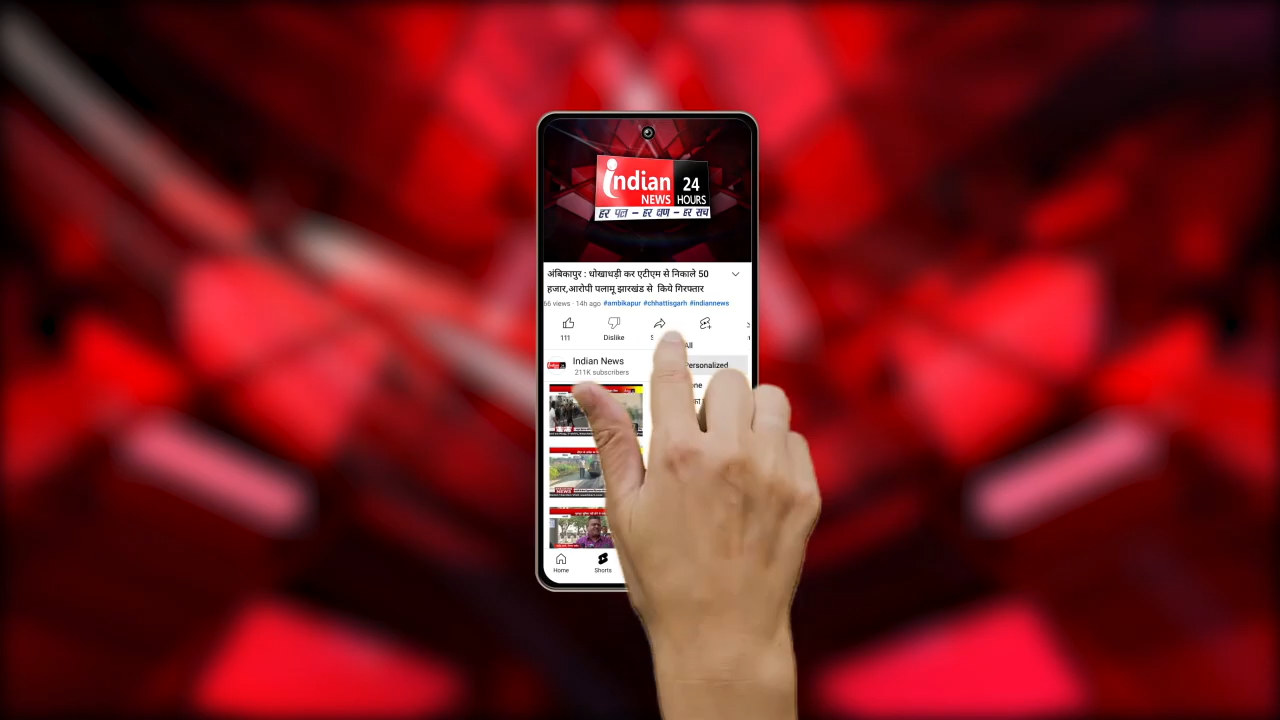 indian
NEWS
24
HOURS
हर पल – हर क्षण – हर सच
अंबिकापुर : धोखाधड़ी कर एटीएम से निकाले 50
हजार,आरोपी पलामू झारखंड से किये गिरफ्तार
66 views · 14h ago #ambikapur #chhattisgarh #indiannews
111
Dislike
All
Indian News
Personalized
211K subscribers
NEWS
Home
Shorts